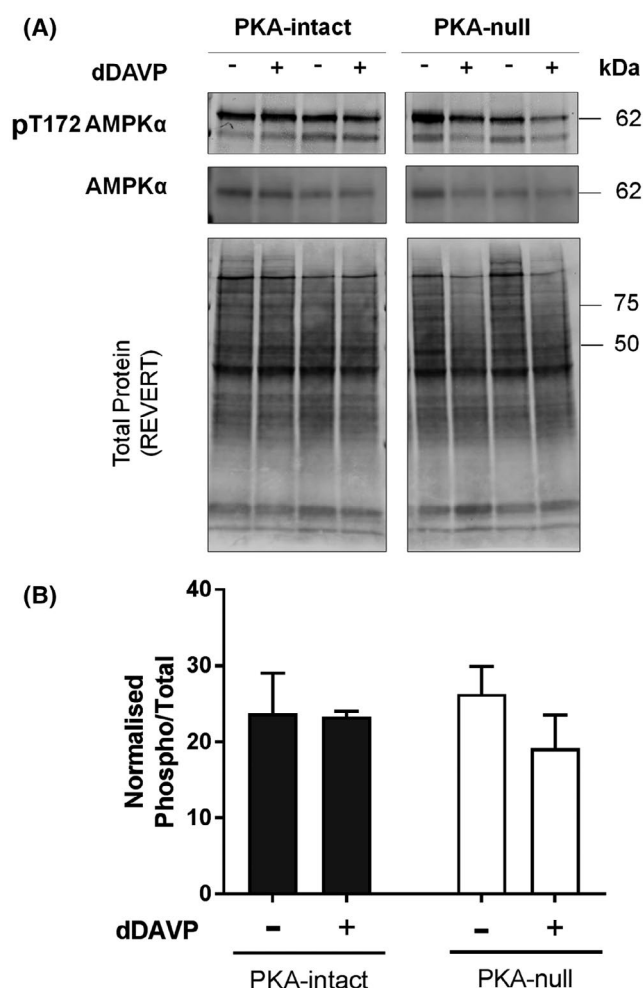 (A)
PKA-intact PKA-null
dDAVP - + - + - + - + kDa
pT172 AMPKα 62
AMPKα 62
Total Protein
(REVERT)
75
50
(B)
Normalised
Phospho/Total
40
30
20
10
0
dDAVP - + - +
PKA-intact PKA-null